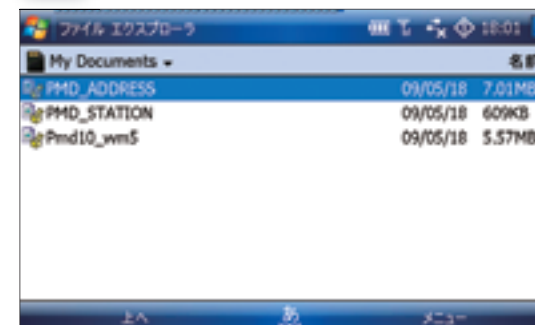 ファイル エクスプローラ 18:01
My Documents 名前
PMD_ADDRESS 09/05/18 7.01MB
PMD_STATION 09/05/18 609KB
Pmd10_wm5 09/05/18 5.57MB
上へ あ メニュー